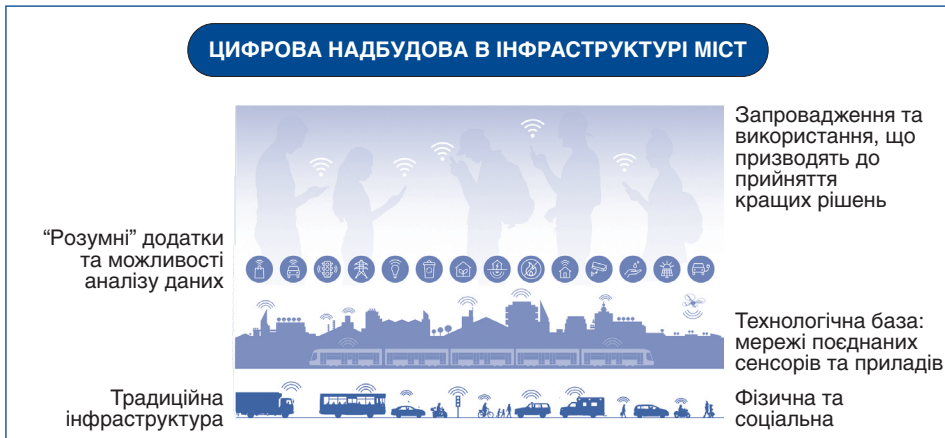 ЦИФРОВА НАДБУДОВА В ІНФРАСТРУКТУРІ МІСТ
Запровадження та
використання, що
призводять до
прийняття
кращих рішень
“Розумні” додатки
та можливості
аналізу даних
Технологічна база:
мережі поєднаних
сенсорів та приладів
Традиційна
інфраструктура
Фізична та
соціальна